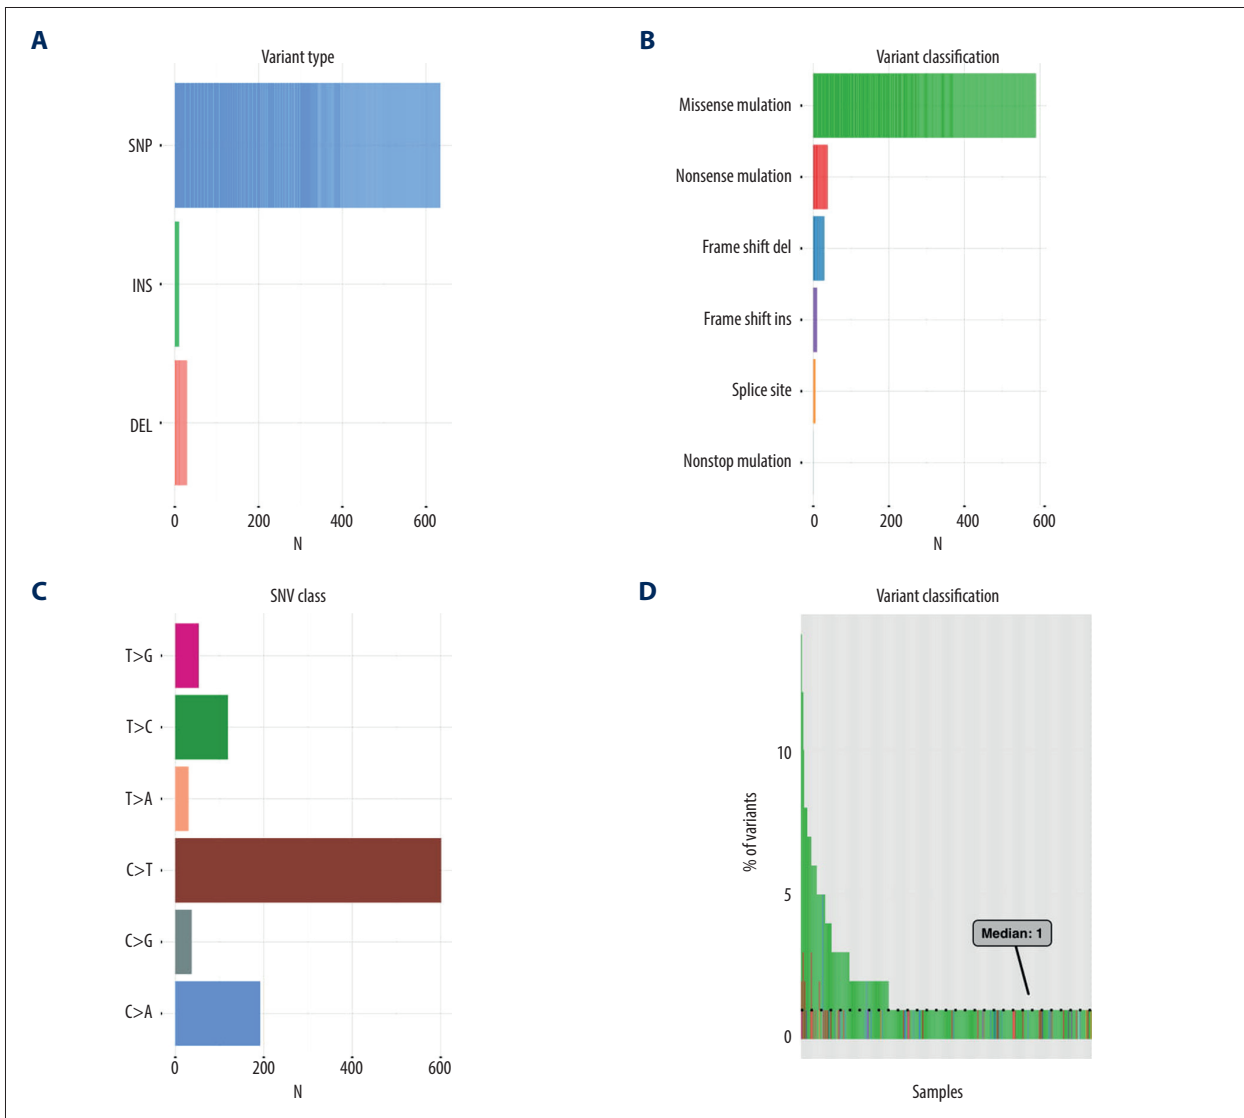 A
Variant type
SNP
INS
DEL
0 200 400 600
N
B
Variant classification
Missense mulation
Nonsense mulation
Frame shift del
Frame shift ins
Splice site
Nonstop mulation
0 200 400 600
N
C
SNV class
T>G
T>C
T>A
C>T
C>G
C>A
0 200 400 600
N
D
Variant classification
% of variants
10
5
0
Median: 1
Samples